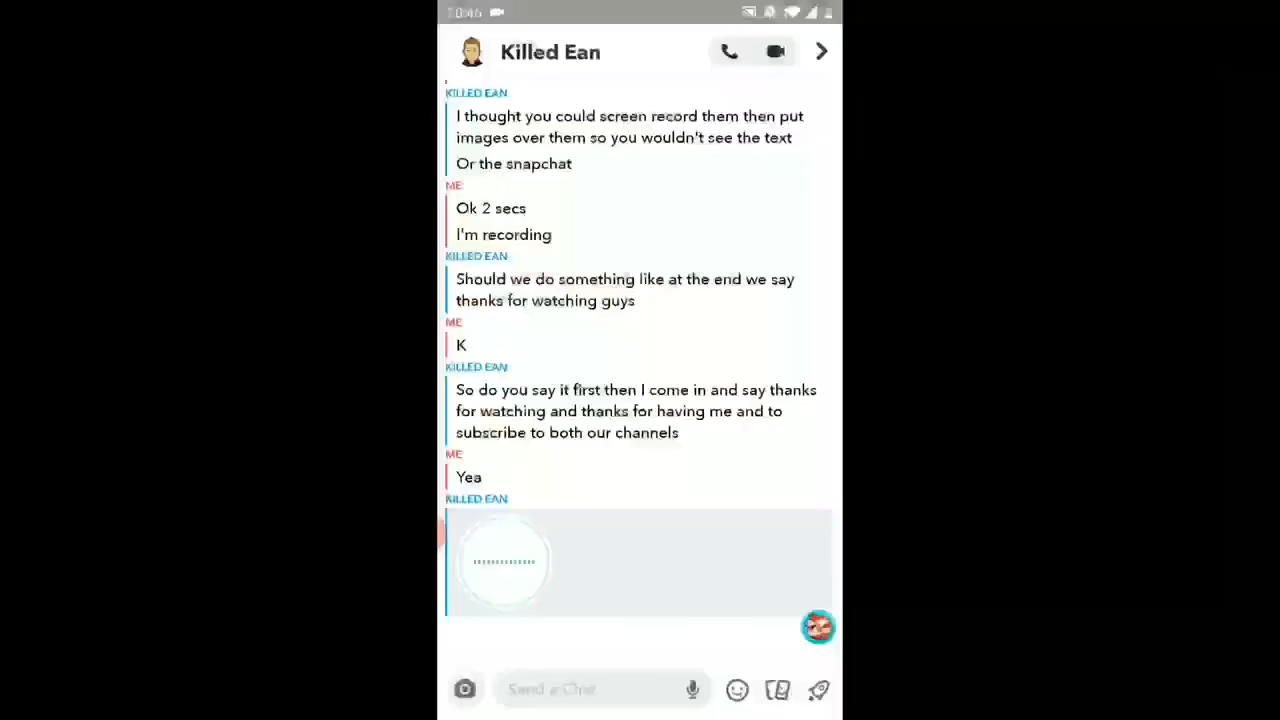 10:46
Killed Ean
KILLED EAN
I thought you could screen record them then put
images over them so you wouldn't see the text
Or the snapchat
ME
Ok 2 secs
I'm recording
KILLED EAN
Should we do something like at the end we say
thanks for watching guys
ME
K
KILLED EAN
So do you say it first then I come in and say thanks
for watching and thanks for having me and to
subscribe to both our channels
ME
Yea
KILLED EAN
Send a Chat